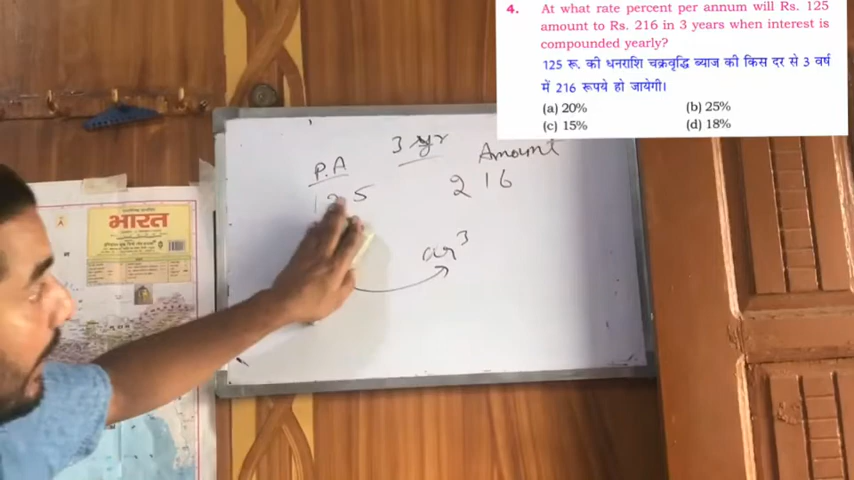 4. At what rate percent per annum will Rs. 125
amount to Rs. 216 in 3 years when interest is
compounded yearly?
125 रू. की धनराशि चक्रवृद्धि ब्याज की किस दर से 3 वर्ष
में 216 रूपये हो जायेगी।
(a) 20% (b) 25%
(c) 15% (d) 18%
3 yr
P.A Amount
125 216
ar³
भारत